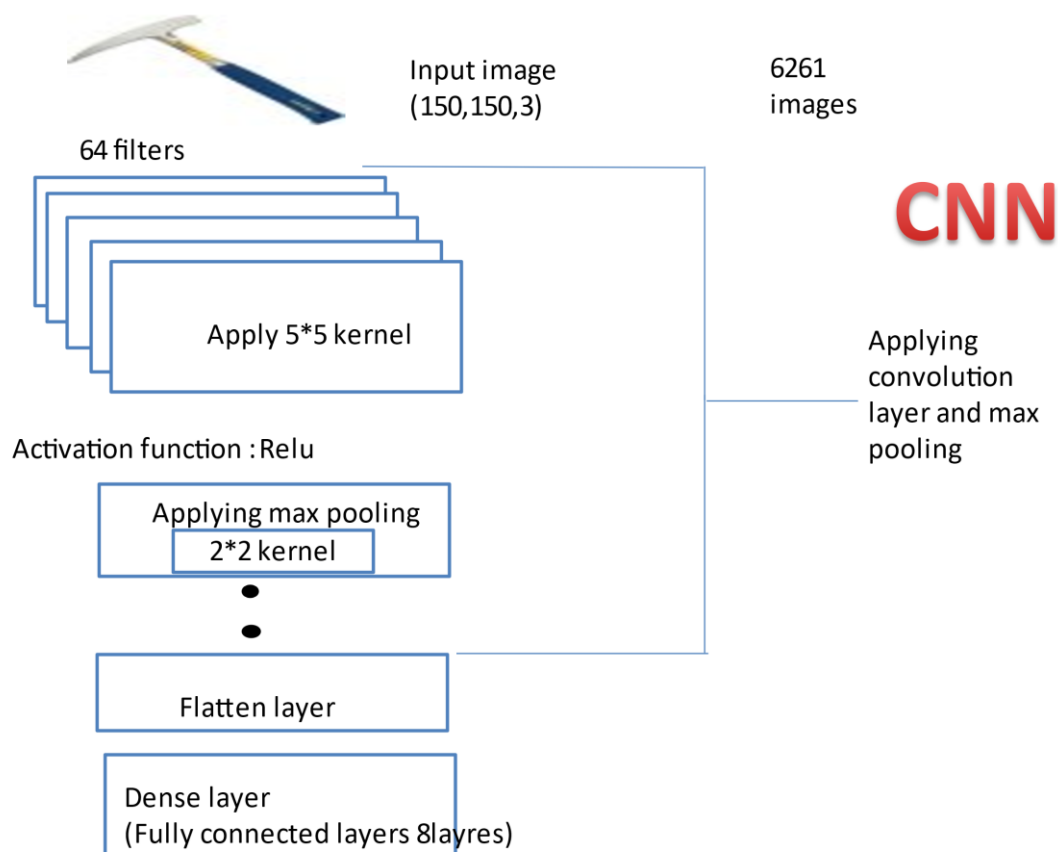 Input image
(150,150,3)
6261
images
64 filters
CNN
Apply 5*5 kernel
Applying
convolution
layer and max
pooling
Activation function : Relu
Applying max pooling
2*2 kernel
Flatten layer
Dense layer
(Fully connected layers 8layres)